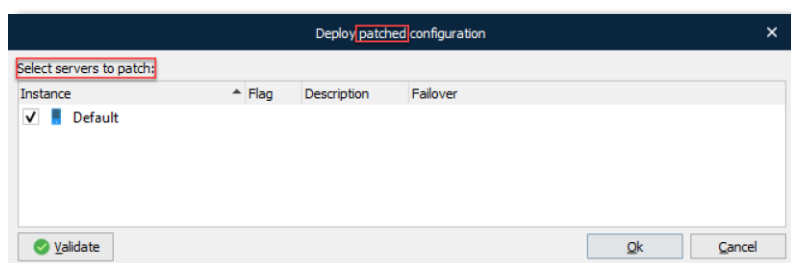 Deploy patched configuration
Select servers to patch:
Instance Flag Description Failover
Default
Validate Ok Cancel